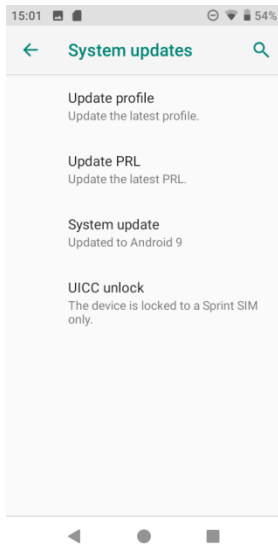 15:01 54%
System updates
Update profile
Update the latest profile.
Update PRL
Update the latest PRL.
System update
Updated to Android 9
UICC unlock
The device is locked to a Sprint SIM
only.